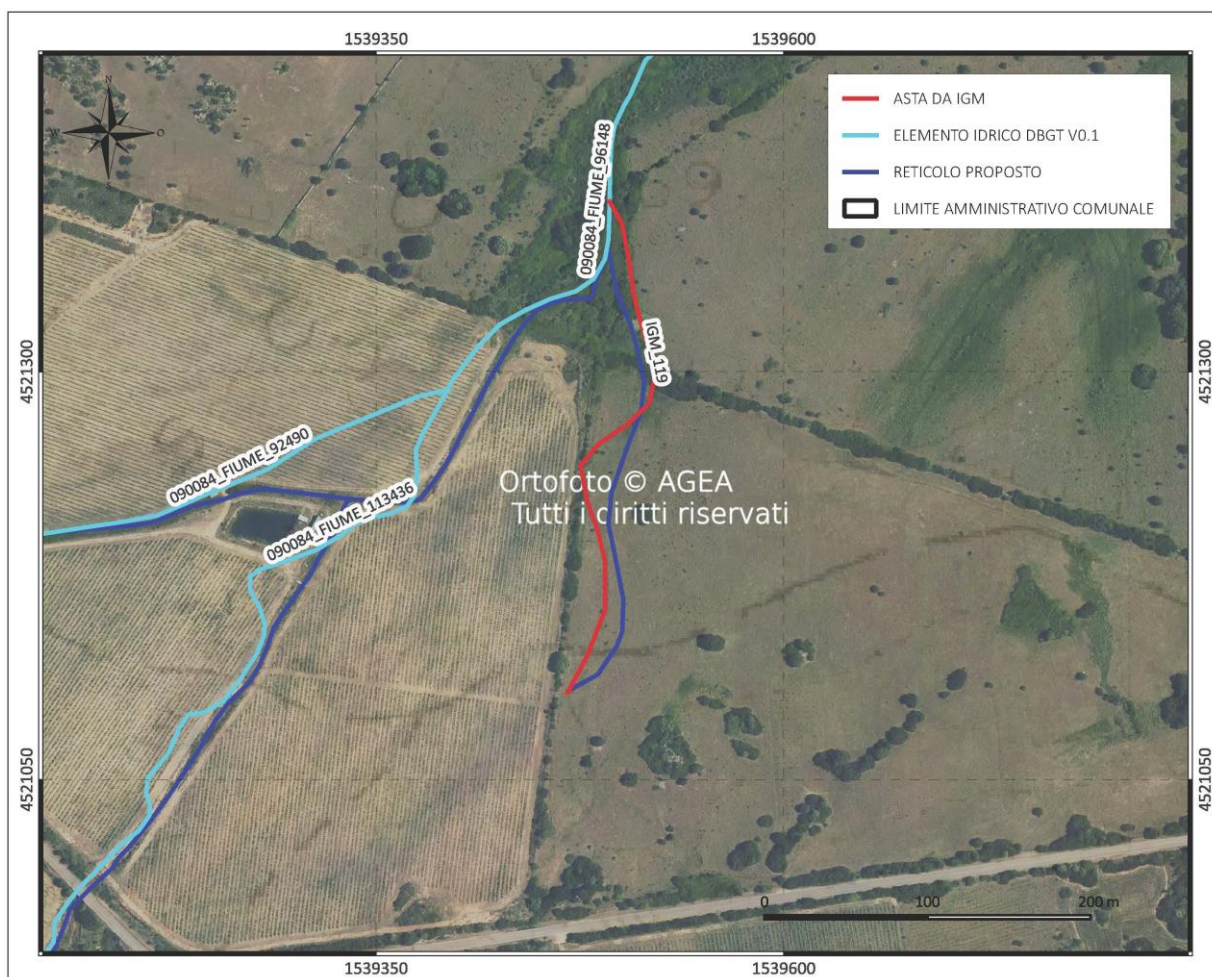 1539350
1539600
N
W
O
S
ASTA DA IGM
ELEMENTO IDRICO DBGT V0.1
RETICOLO PROPOSTO
LIMITE AMMINISTRATIVO COMUNALE
090084_FIUME_96148
4521300
4521300
IGM_119
090084_FIUME_92490
090084_FIUME_113436
Ortofoto © AGEA
Tutti i diritti riservati
4521050
4521050
0
100
200 m
1539350
1539600